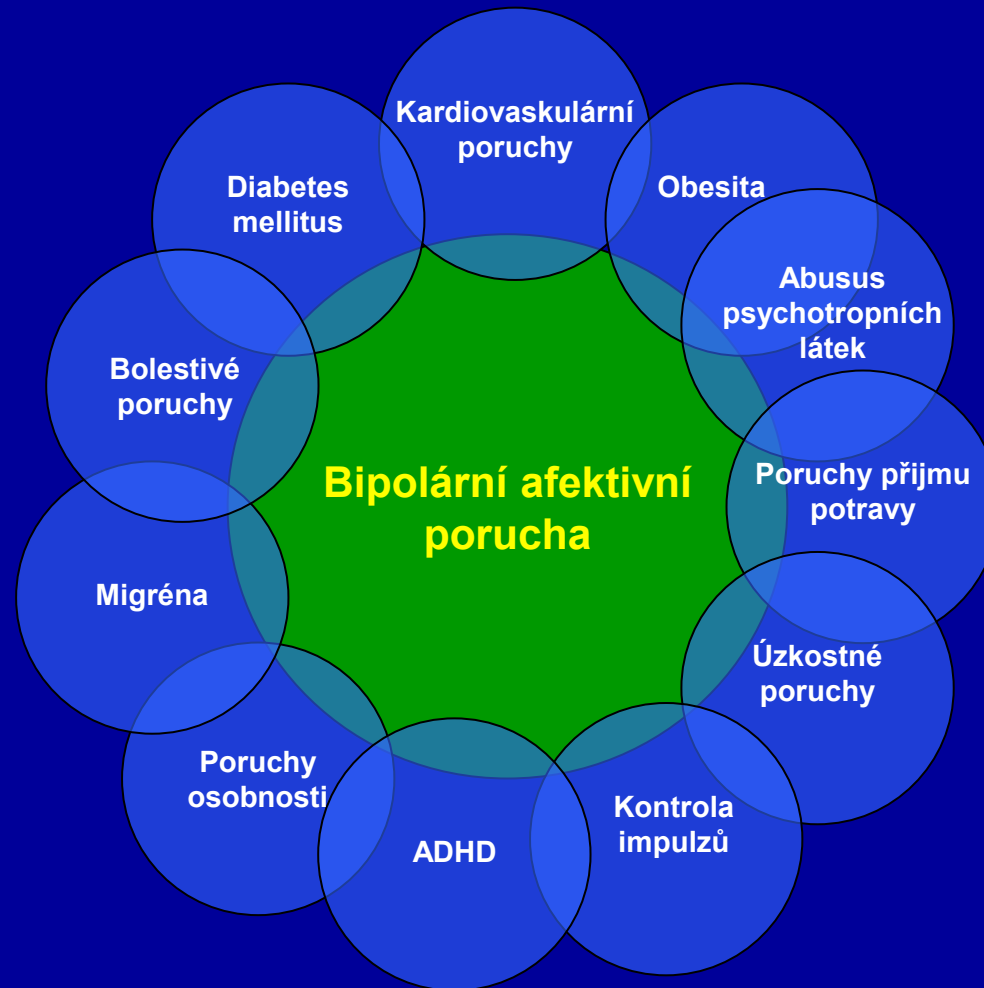 Kardiovaskulární
poruchy
Obesita
Abusus
psychotropních
látek
Poruchy přijmu
potravy
Úzkostné
poruchy
Kontrola
impulzů
ADHD
Poruchy
osobnosti
Migréna
Bolestivé
poruchy
Diabetes
mellitus
Bipolární afektivní
porucha